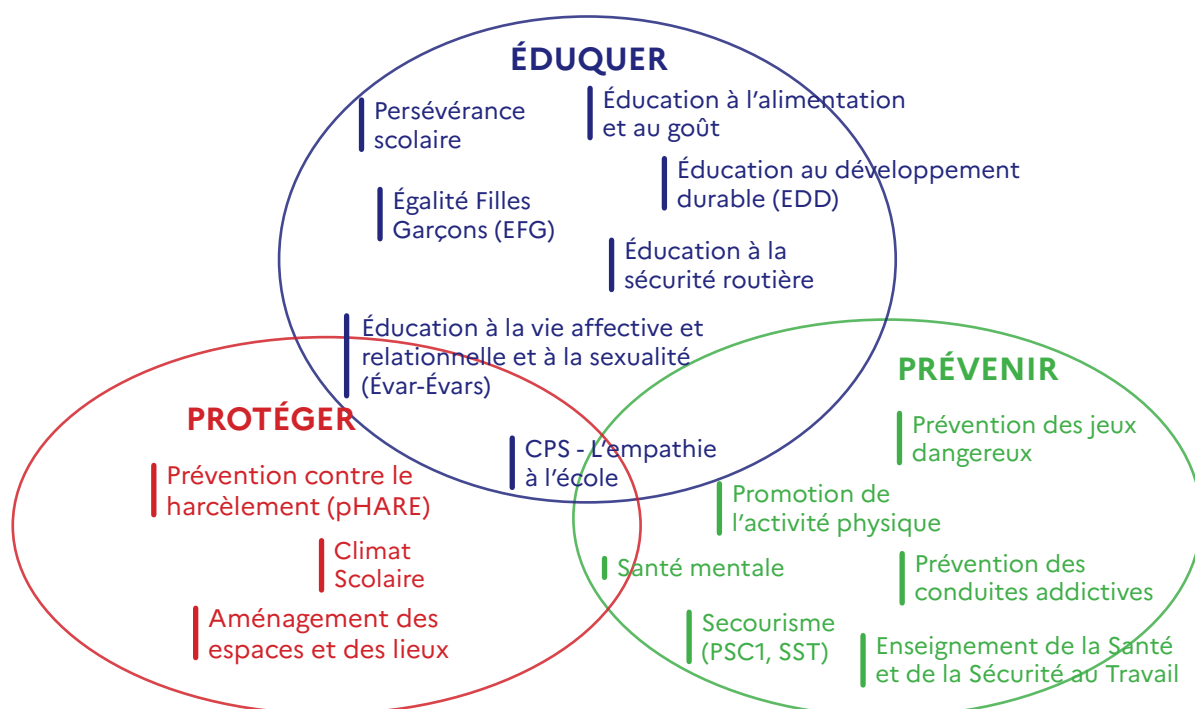 ÉDUQUER
Persévérance
scolaire
Éducation à l’alimentation
et au goût
Éducation au développement
durable (EDD)
Égalité Filles
Garçons (EFG)
Éducation à la
sécurité routière
Éducation à la vie affective et
relationnelle et à la sexualité
(Évar-Évars)
CPS - L’empathie
à l’école
PROTÉGER
Prévention contre le
harcèlement (pHARE)
Climat
Scolaire
Aménagement des
espaces et des lieux
PRÉVENIR
Prévention des jeux
dangereux
Promotion de
l’activité physique
Santé mentale
Prévention des
conduites addictives
Secourisme
(PSC1, SST)
Enseignement de la Santé
et de la Sécurité au Travail